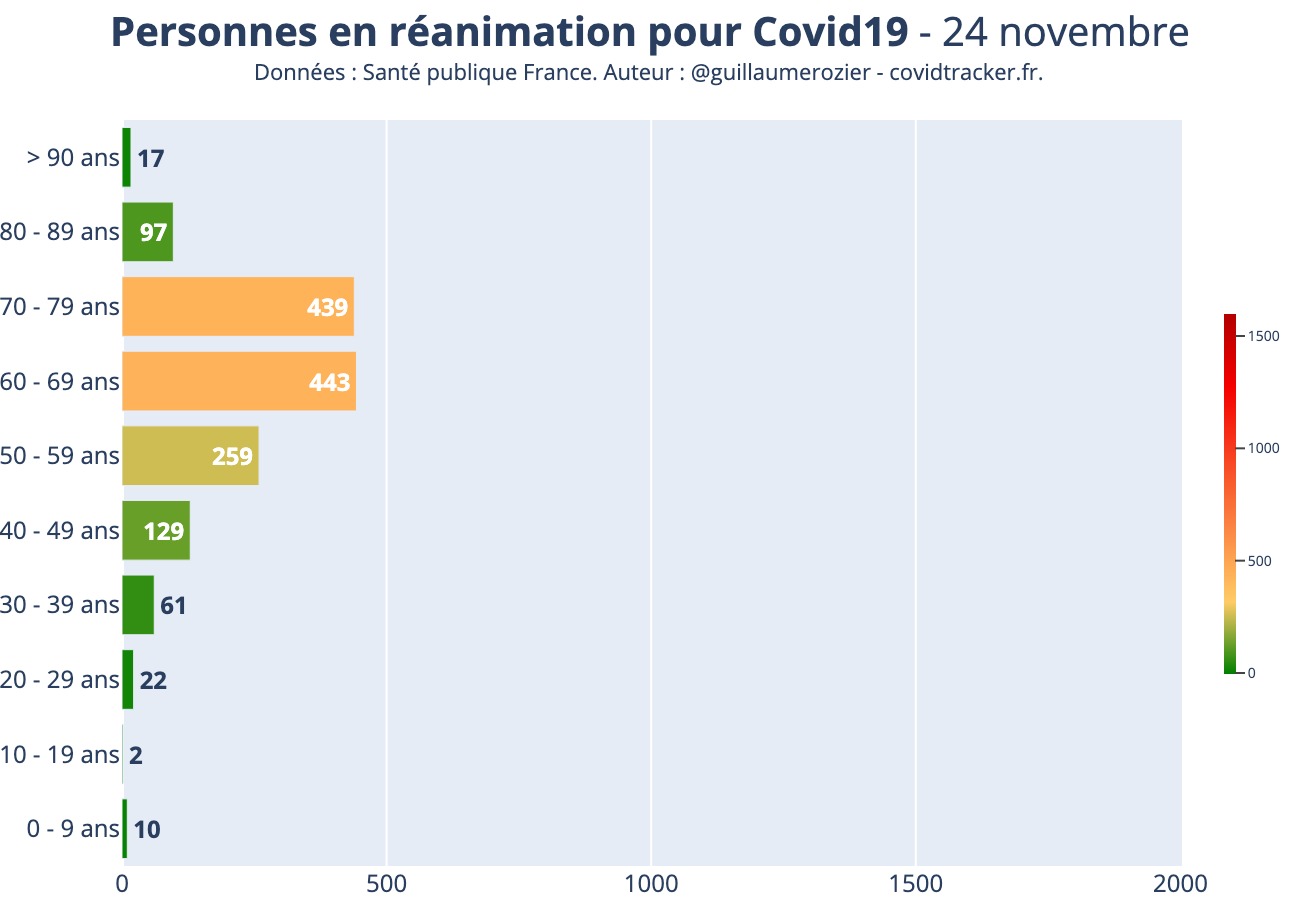 Personnes en réanimation pour Covid19 - 24 novembre
Données : Santé publique France. Auteur : @guillaumerozier - covidtracker.fr.
> 90 ans 17
80 - 89 ans 97
70 - 79 ans 439
60 - 69 ans 443
50 - 59 ans 259
40 - 49 ans 129
30 - 39 ans 61
20 - 29 ans 22
10 - 19 ans 2
0 - 9 ans 10
0 500 1000 1500 2000
1500
1000
500
0